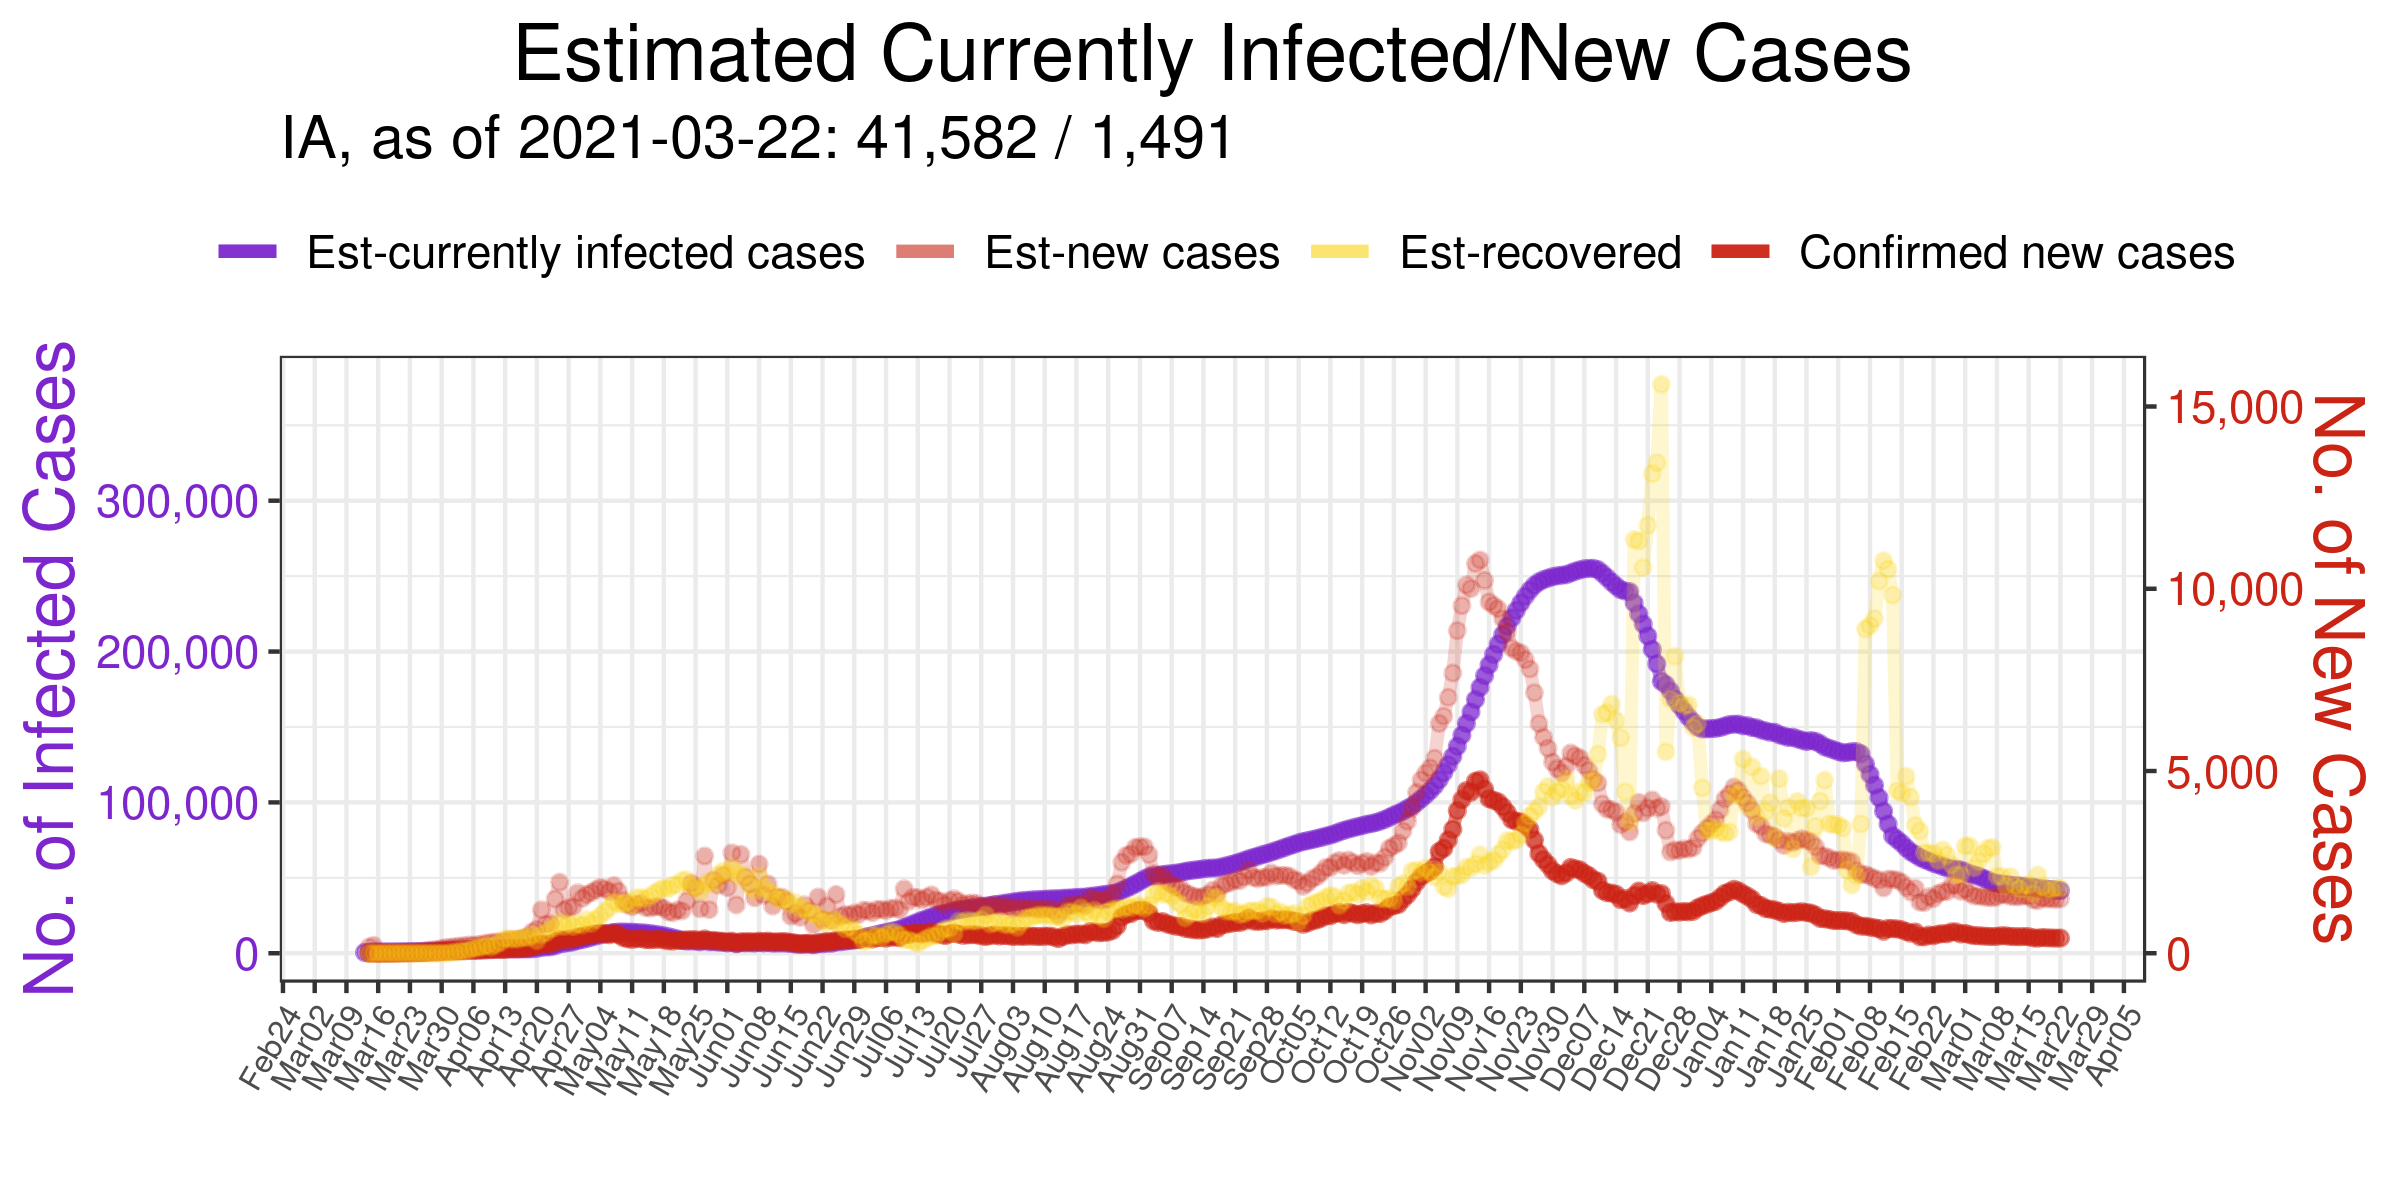 Estimated Currently Infected/New Cases
IA, as of 2021-03-22: 41,582 / 1,491
Est-currently infected cases Est-new cases Est-recovered Confirmed new cases
No. of Infected Cases
300,000
200,000
100,000
0
15,000
10,000
5,000
0
No. of New Cases
Feb24 Mar02 Mar09 Mar16 Mar23 Mar30 Apr06 Apr13 Apr20 Apr27 May04 May11 May18 May25 Jun01 Jun08 Jun15 Jun22 Jun29 Jul06 Jul13 Jul20 Jul27 Aug03 Aug10 Aug17 Aug24 Aug31 Sep07 Sep14 Sep21 Sep28 Oct05 Oct12 Oct19 Oct26 Nov02 Nov09 Nov16 Nov23 Nov30 Dec07 Dec14 Dec21 Dec28 Jan04 Jan11 Jan18 Jan25 Feb01 Feb08 Feb15 Feb22 Mar01 Mar08 Mar15 Mar22 Mar29 Apr05